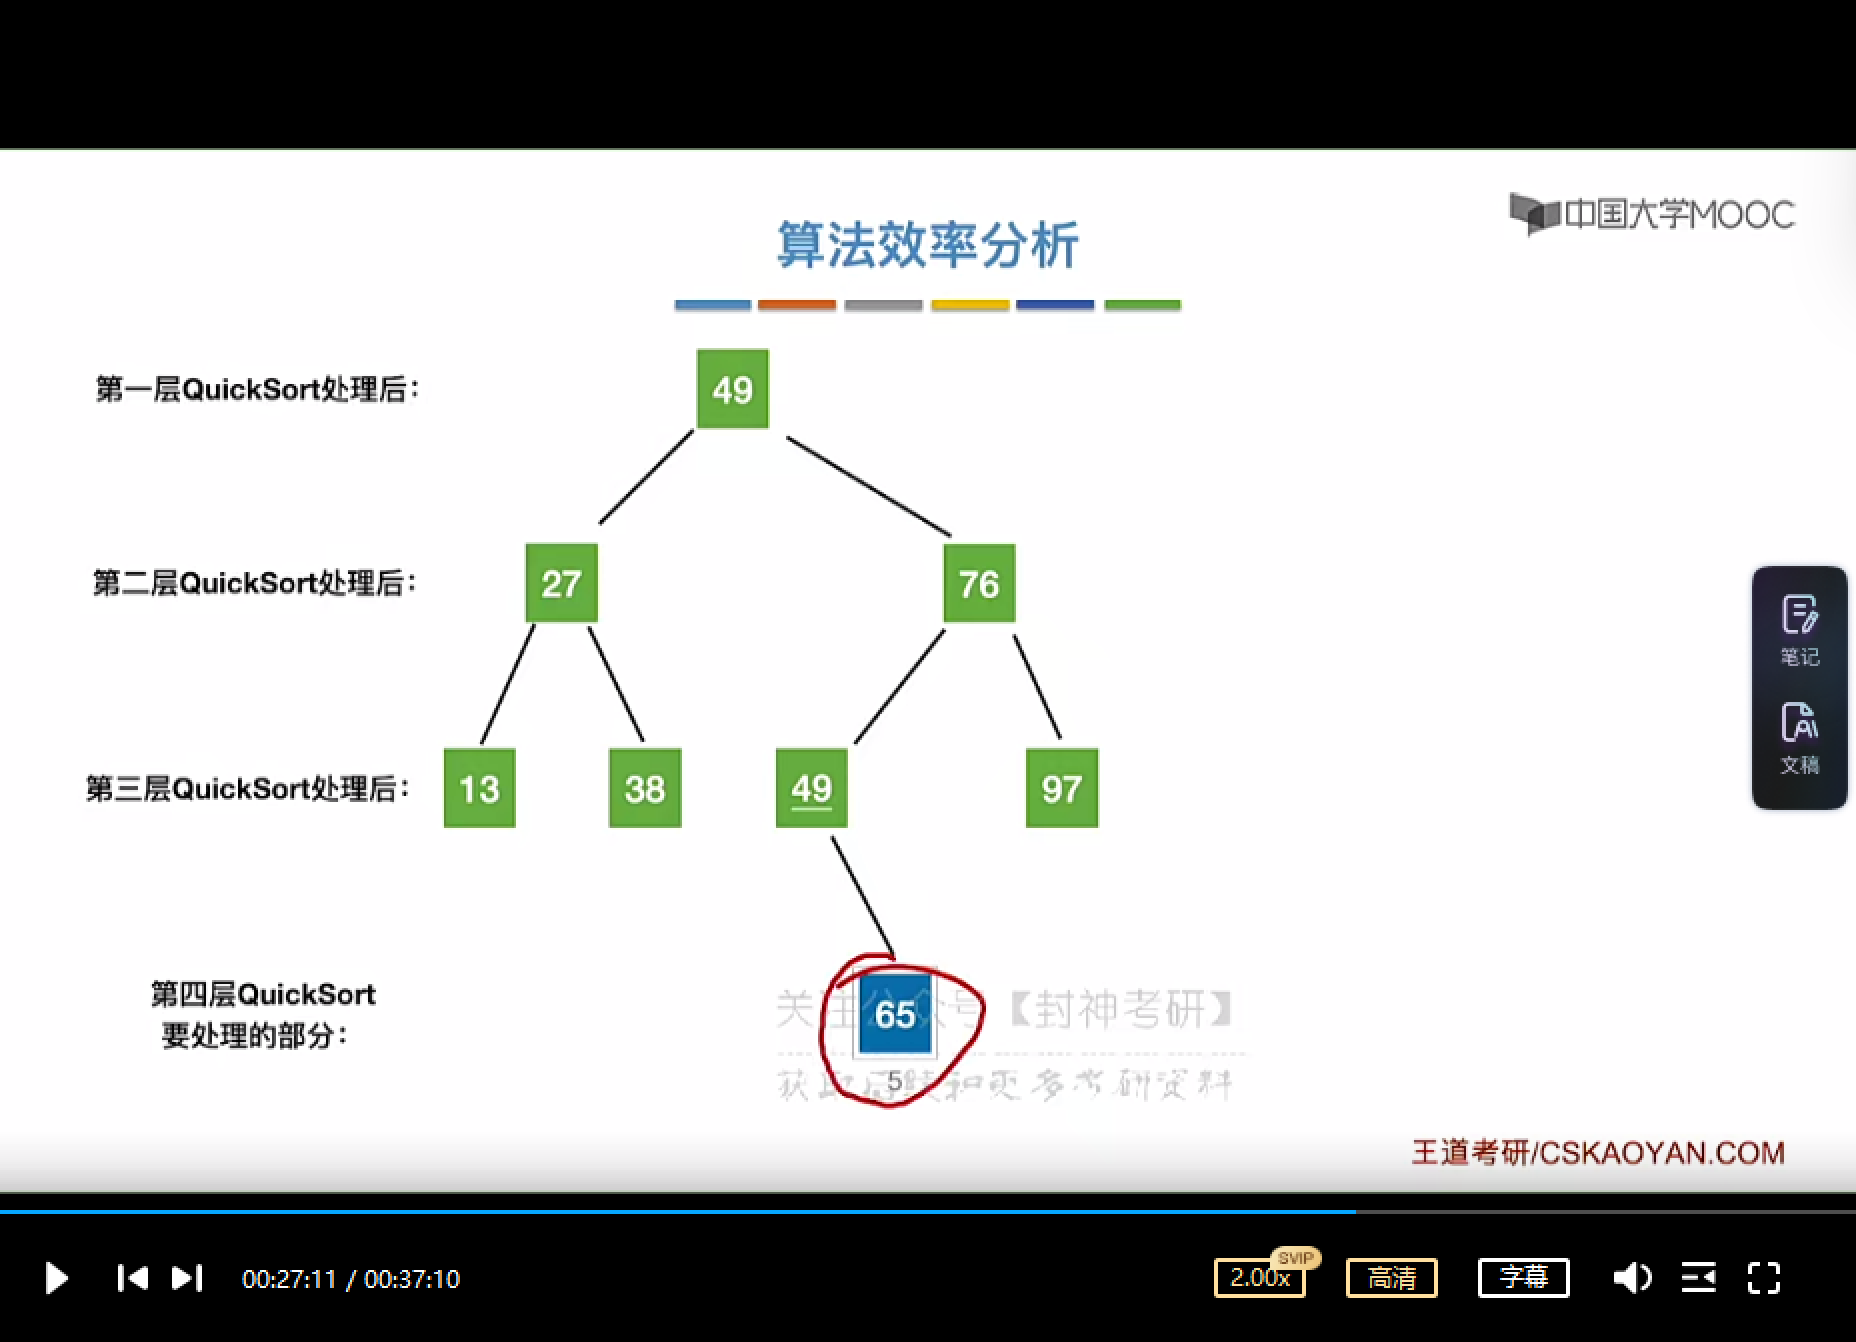 中国大学MOOC
算法效率分析
第一层QuickSort处理后：
49
第二层QuickSort处理后：
27
76
第三层QuickSort处理后：
13
38
49
97
第四层QuickSort
要处理的部分：
65
5
关注公众号【封神考研】
获取后续和更多考研资料
王道考研/CSKAOYAN.COM
笔记
文稿
00:27:11 / 00:37:10
2.00x
SVIP
高清
字幕